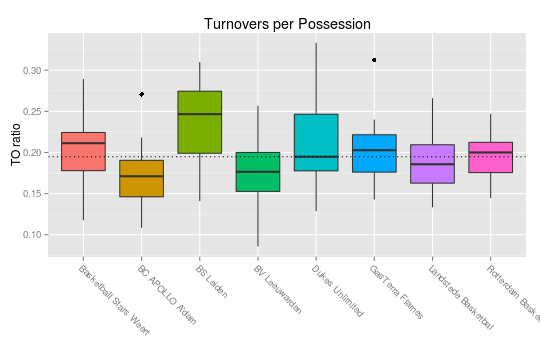 Turnovers per Possession
TO ratio
0.30
0.25
0.20
0.15
0.10
Basketball Stars Weert
BC APOLLO A'dam
BS Leiden
BV Leeuwarden
Dukes Unlimited
GasTerra Flames
Landstede Basketbal
Rotterdam Baske